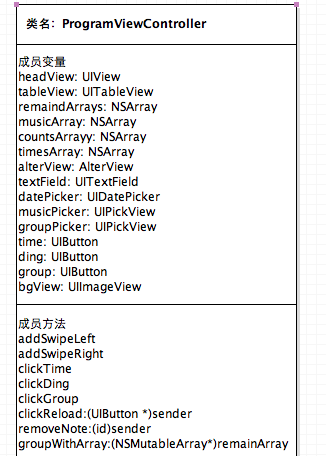 类名：ProgramViewController
成员变量
headView: UIView
tableView: UITableView
remaindArrays: NSArray
musicArray: NSArray
countsArrayy: NSArray
timesArray: NSArray
alterView: AlterView
textField: UITextField
datePicker: UIDatePicker
musicPicker: UIPickView
groupPicker: UIPickView
time: UIButton
ding: UIButton
group: UIButton
bgView: UIImageView
成员方法
addSwipeLeft
addSwipeRight
clickTime
clickDing
clickGroup
clickReload:(UIButton *)sender
removeNote:(id)sender
groupWithArray:(NSMutableArray*)remainArray